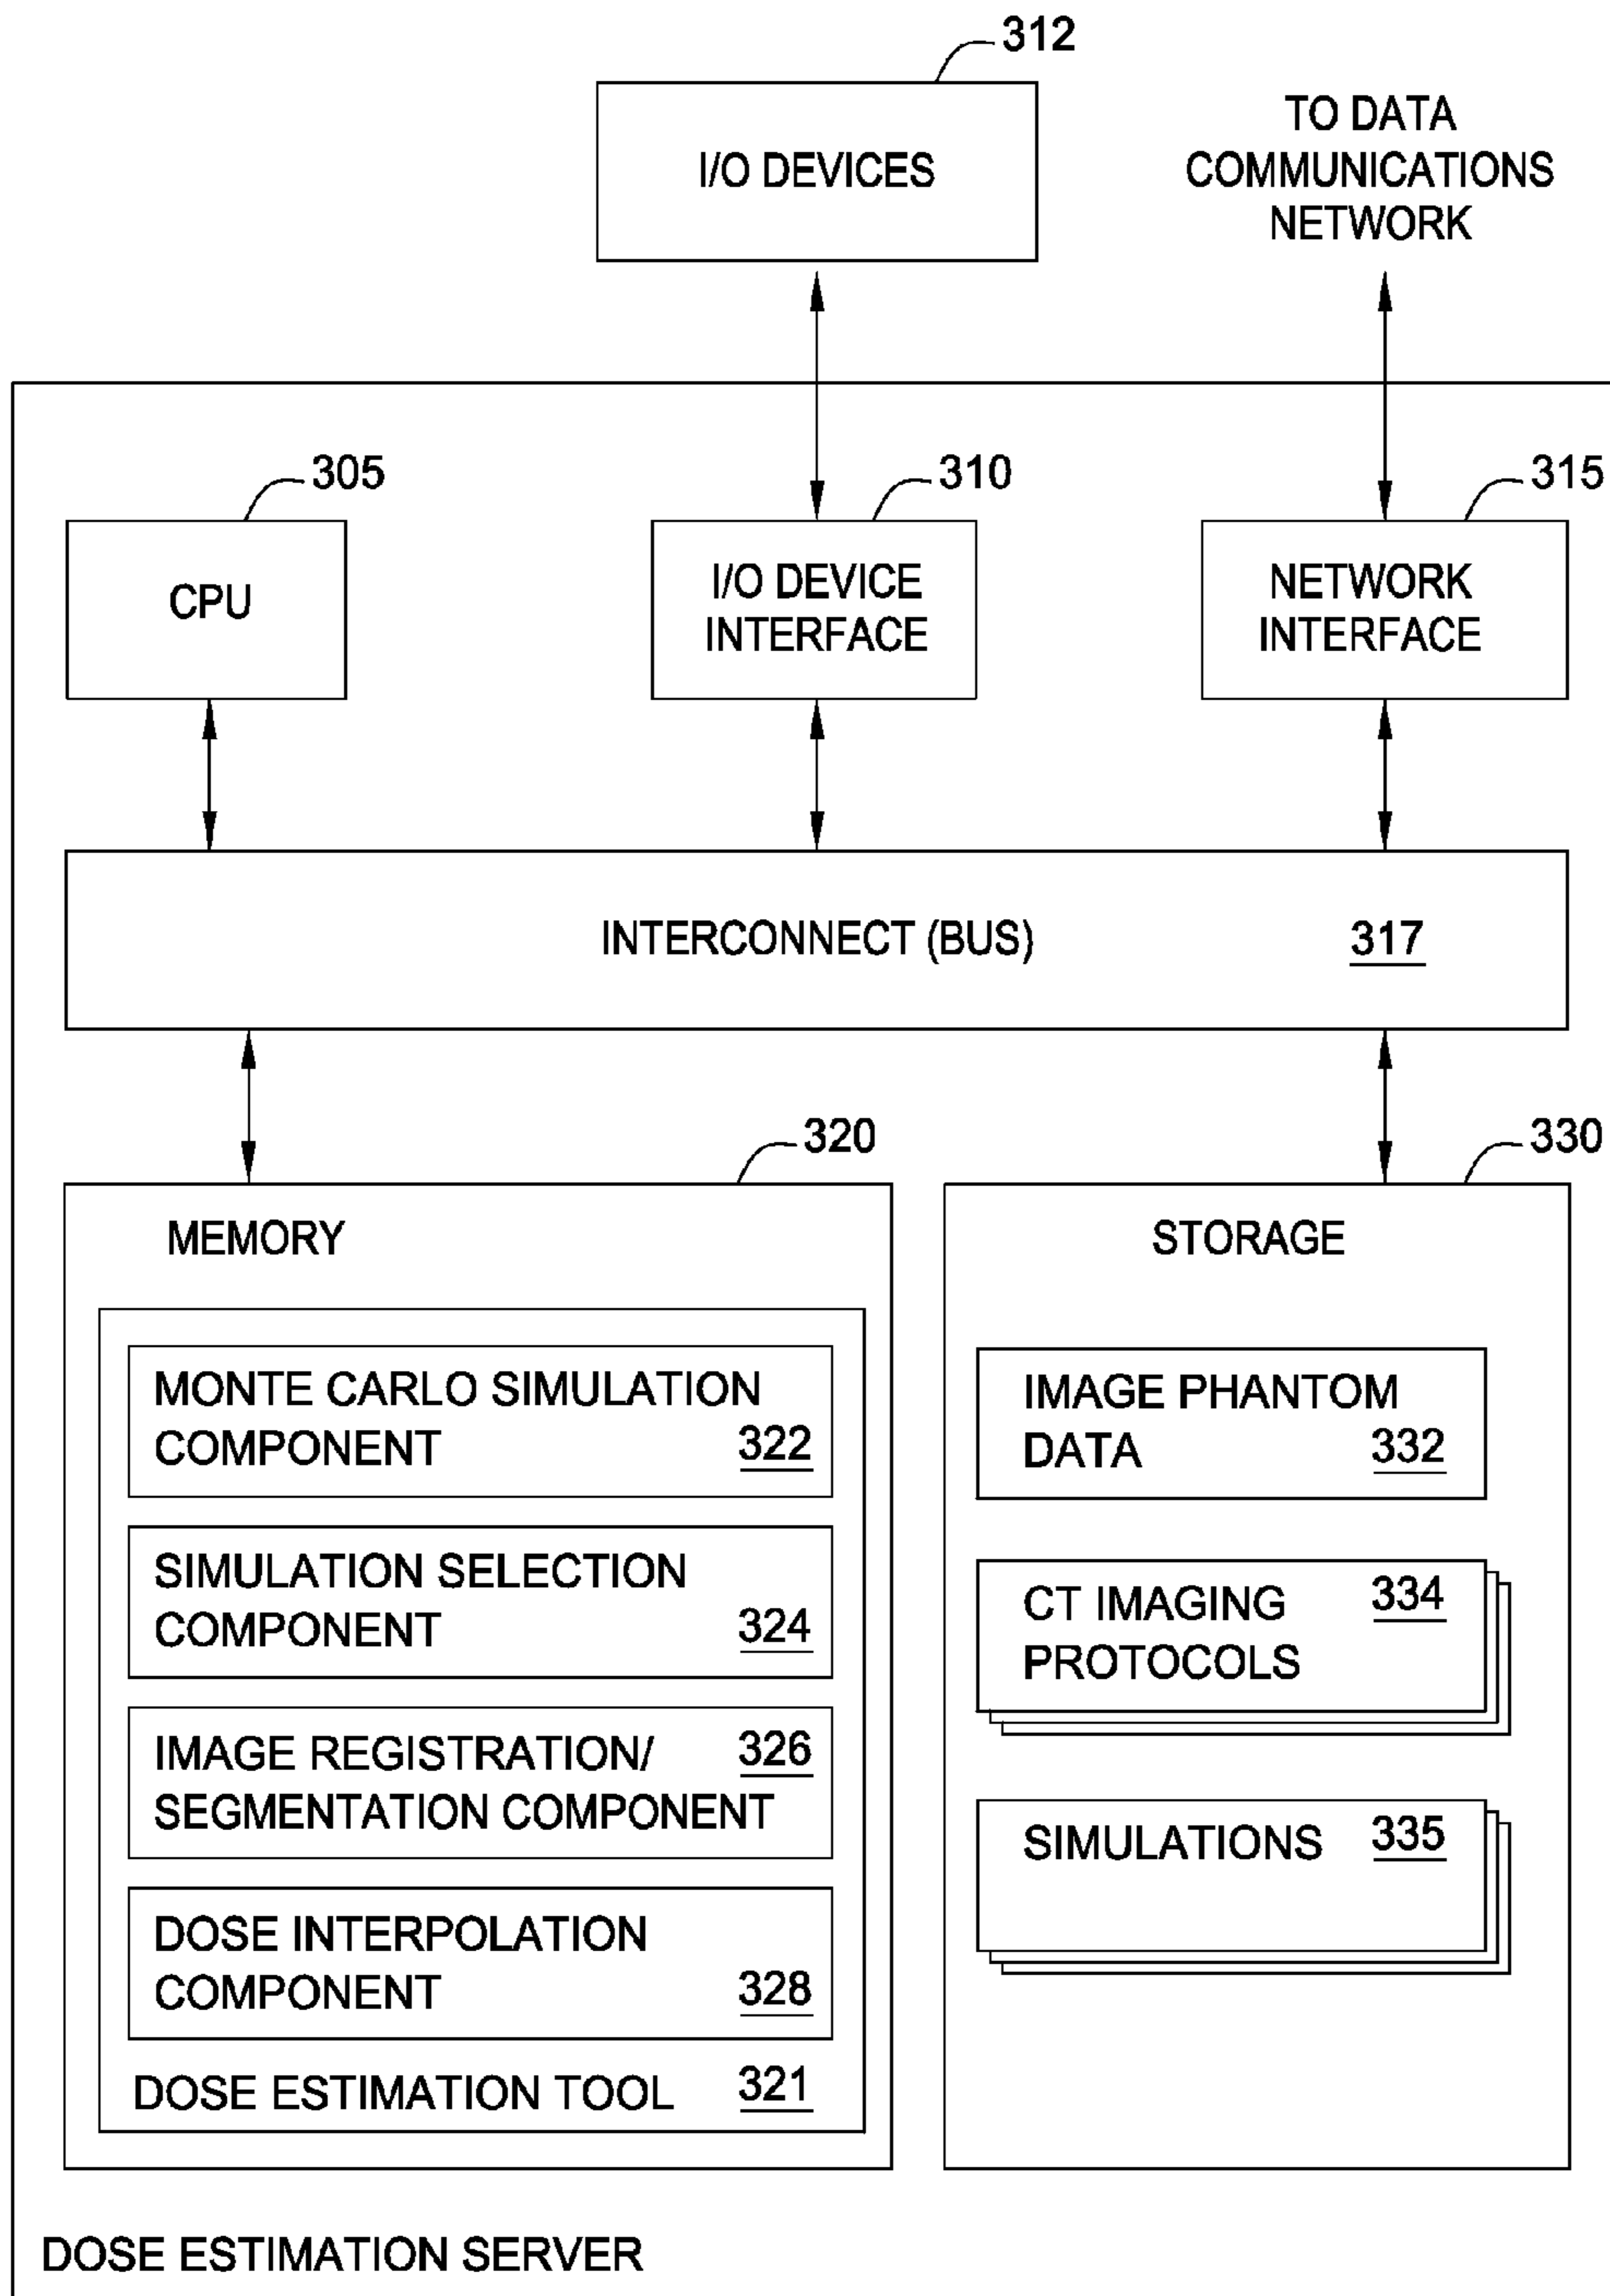 312
I/O DEVICES
TO DATA
COMMUNICATIONS
NETWORK
305
310
315
CPU
I/O DEVICE
INTERFACE
NETWORK
INTERFACE
INTERCONNECT (BUS)
317
320
330
MEMORY
MONTE CARLO SIMULATION
COMPONENT 322
SIMULATION SELECTION
COMPONENT 324
IMAGE REGISTRATION/ 326
SEGMENTATION COMPONENT
DOSE INTERPOLATION
COMPONENT 328
DOSE ESTIMATION TOOL 321
STORAGE
IMAGE PHANTOM
DATA 332
CT IMAGING 334
PROTOCOLS
SIMULATIONS 335
DOSE ESTIMATION SERVER